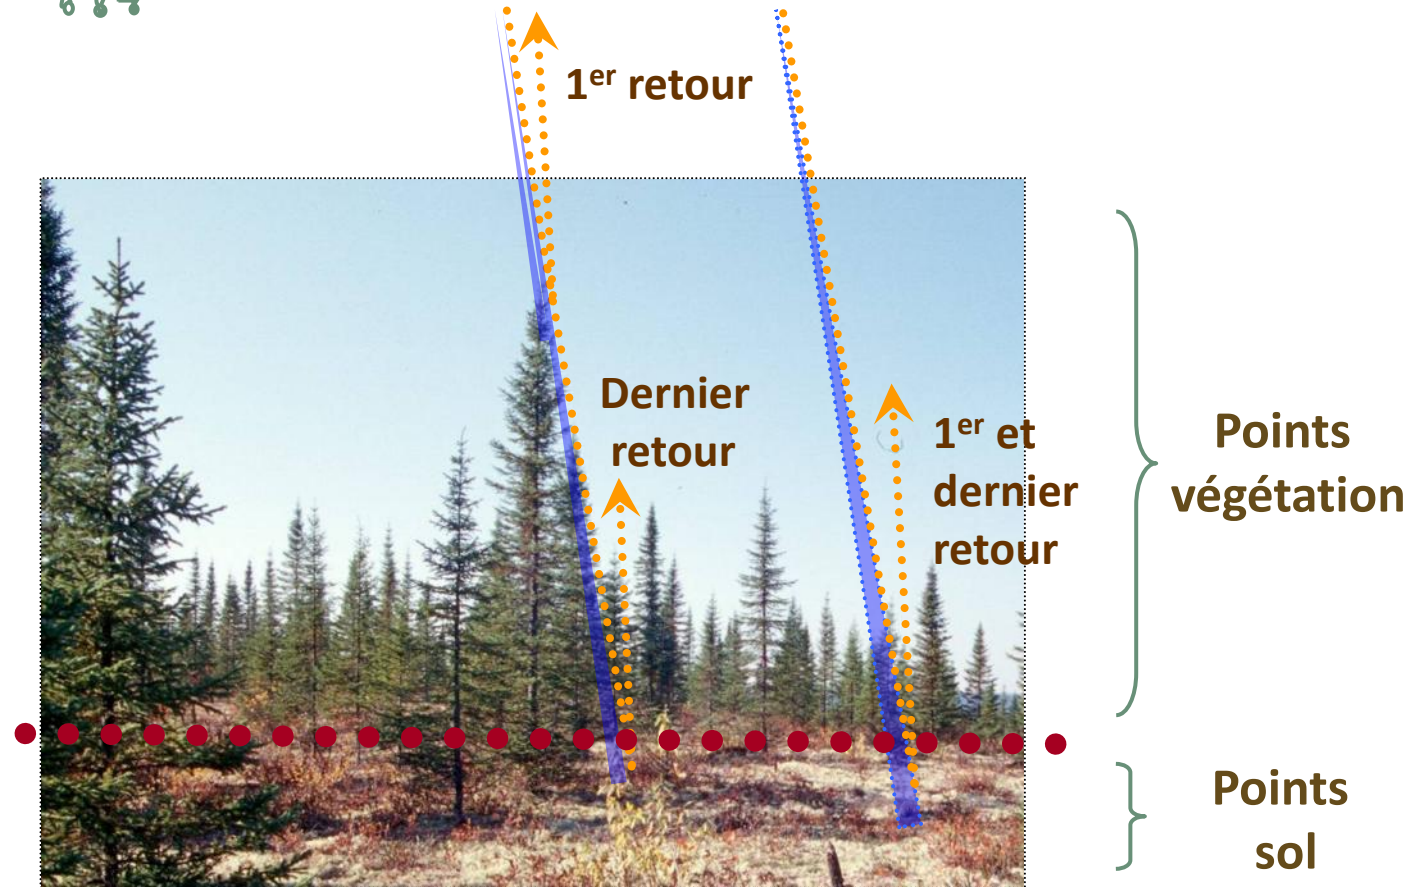 1er retour
Dernier
retour
1er et
dernier
retour
Points
végétation
Points
sol